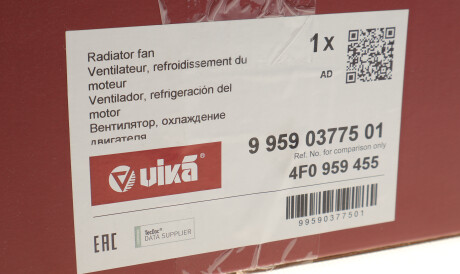 Radiator fan
1x
Ventilateur, refroidissement du
moteur
AD
Ventilador, refrigeración del
motor
Вентилятор, охлаждение
двигателя
9 959 03775 01
Ref. No. for comparison only
4F0 959 455
vika®
99590377501
EAC
TecDoc
DATA SUPPLIER